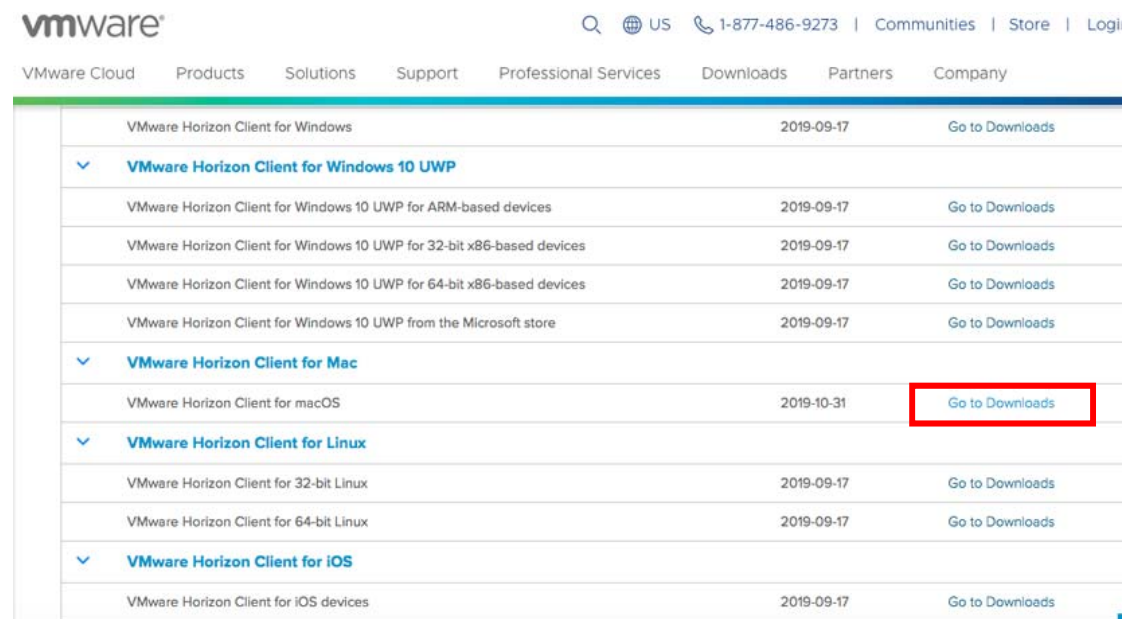 vmware®
US 1-877-486-9273 | Communities | Store | Login
VMware Cloud Products Solutions Support Professional Services Downloads Partners Company
VMware Horizon Client for Windows 2019-09-17 Go to Downloads
VMware Horizon Client for Windows 10 UWP
VMware Horizon Client for Windows 10 UWP for ARM-based devices 2019-09-17 Go to Downloads
VMware Horizon Client for Windows 10 UWP for 32-bit x86-based devices 2019-09-17 Go to Downloads
VMware Horizon Client for Windows 10 UWP for 64-bit x86-based devices 2019-09-17 Go to Downloads
VMware Horizon Client for Windows 10 UWP from the Microsoft store 2019-09-17 Go to Downloads
VMware Horizon Client for Mac
VMware Horizon Client for macOS 2019-10-31 Go to Downloads
VMware Horizon Client for Linux
VMware Horizon Client for 32-bit Linux 2019-09-17 Go to Downloads
VMware Horizon Client for 64-bit Linux 2019-09-17 Go to Downloads
VMware Horizon Client for iOS
VMware Horizon Client for iOS devices 2019-09-17 Go to Downloads